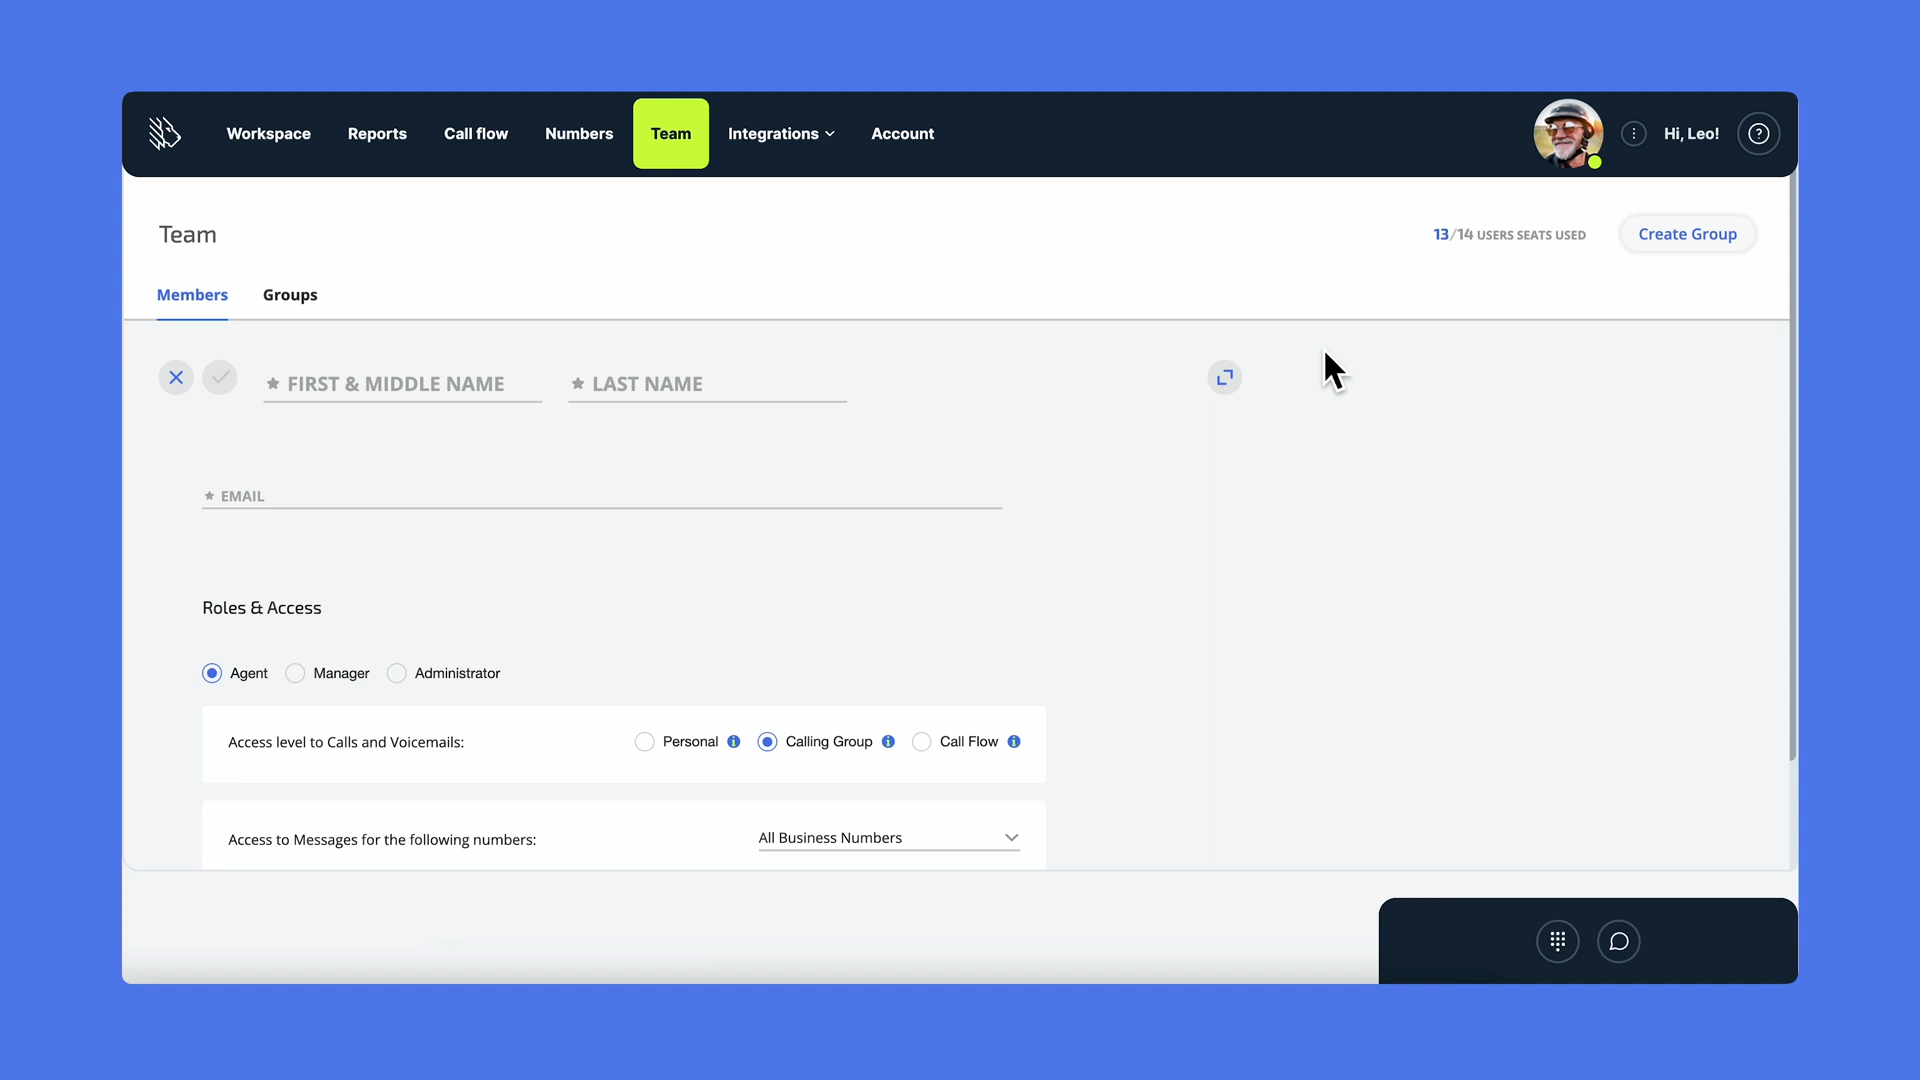 Workspace Reports Call flow Numbers Team Integrations Account Hi, Leo!
Team 13/14 USERS SEATS USED Create Group
Members Groups
FIRST & MIDDLE NAME LAST NAME
EMAIL
Roles & Access
Agent Manager Administrator
Access level to Calls and Voicemails: Personal Calling Group Call Flow
Access to Messages for the following numbers: All Business Numbers